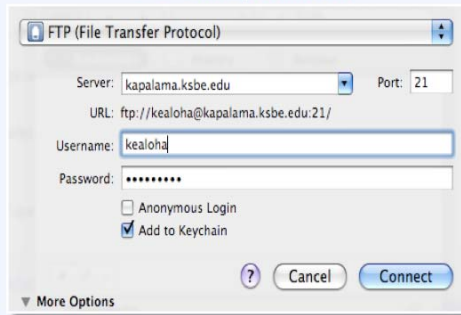 FTP (File Transfer Protocol)
Server: kapalama.ksbe.edu Port: 21
URL: ftp://kealoha@kapalama.ksbe.edu:21/
Username: kealoha
Password: •••••••••
Anonymous Login
Add to Keychain
? Cancel Connect
More Options